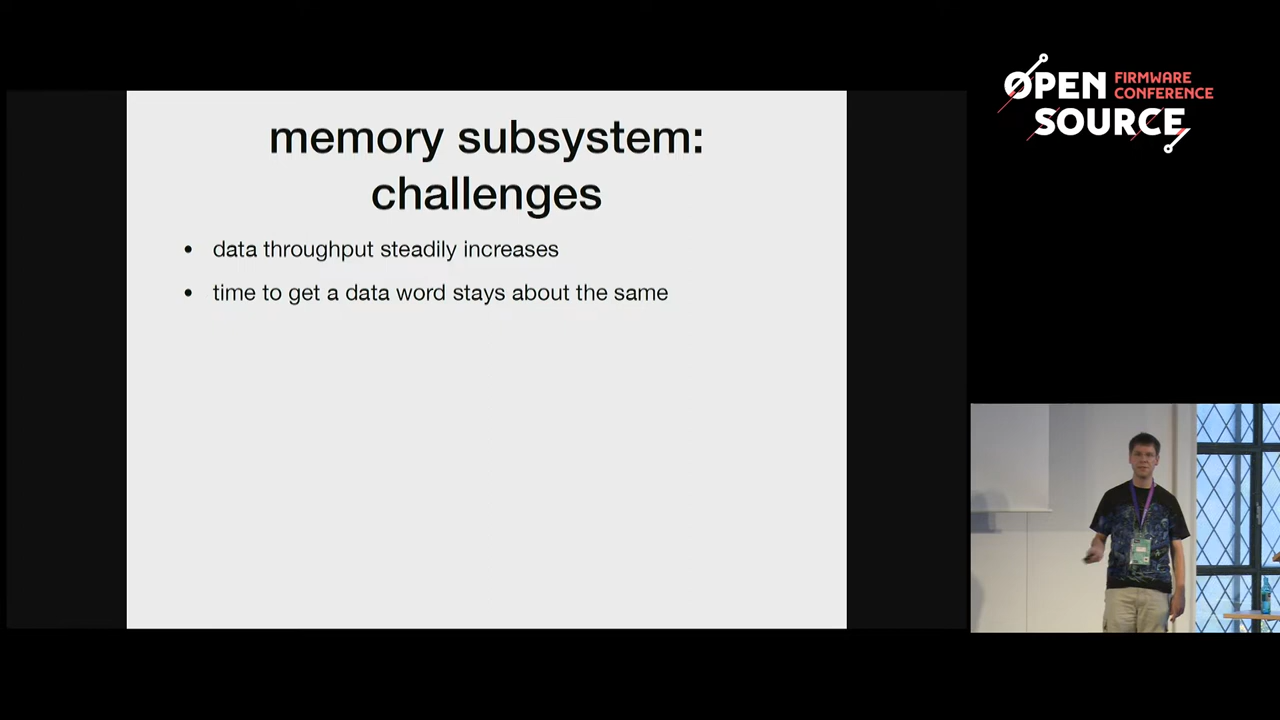 memory subsystem:
challenges
• data throughput steadily increases
• time to get a data word stays about the same
OPEN FIRMWARE
CONFERENCE
SOURCE